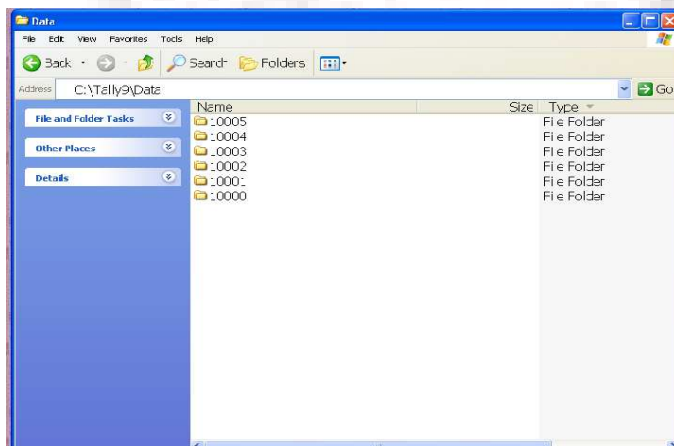 Data
File Edit View Favorites Tools Help
Back Search Folders
Address C:\Tally9\Data Go
Name Size Type
File and Folder Tasks
Other Places
Details
10005 File Folder
10004 File Folder
10003 File Folder
10002 File Folder
10001 File Folder
10000 File Folder